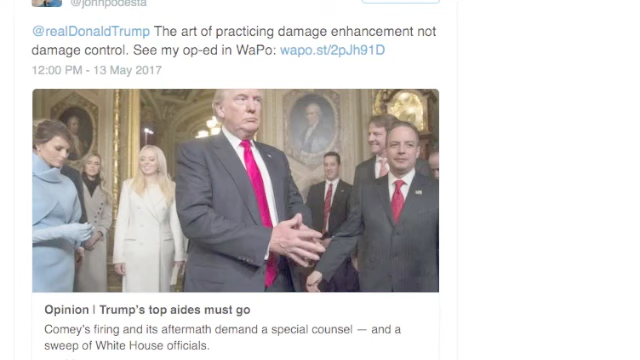 @johnpodesta
@realDonaldTrump The art of practicing damage enhancement not
damage control. See my op-ed in WaPo: wapo.st/2pJh91D
12:00 PM - 13 May 2017
Opinion | Trump's top aides must go
Comey's firing and its aftermath demand a special counsel — and a
sweep of White House officials.